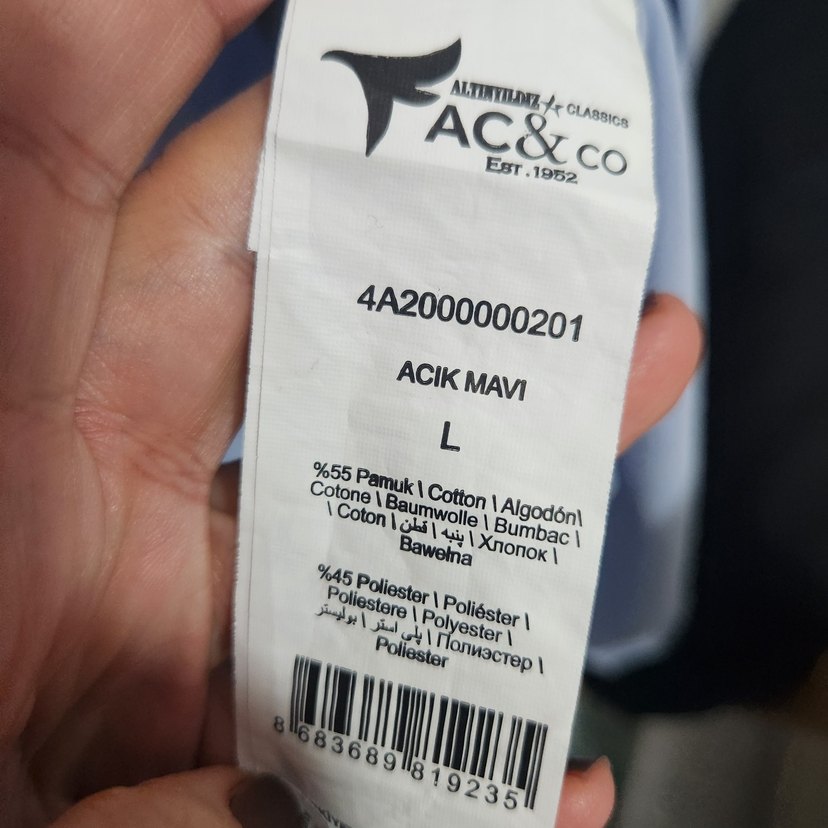 ALTINYILDIZ CLASSICS
AC&CO
EST.1952
4A2000000201
ACIK MAVI
L
%55 Pamuk \ Cotton \ Algodón\
Cotone \ Baumwolle \ Bumbac \
\ Coton \ قطن \ پنبه \ Хлопок \
Bawełna
%45 Poliester \ Poliéster \
Poliestere \ Polyester \
بوليستر \ پلی استر \ Полиэстер \
Poliester
8 683689 819235